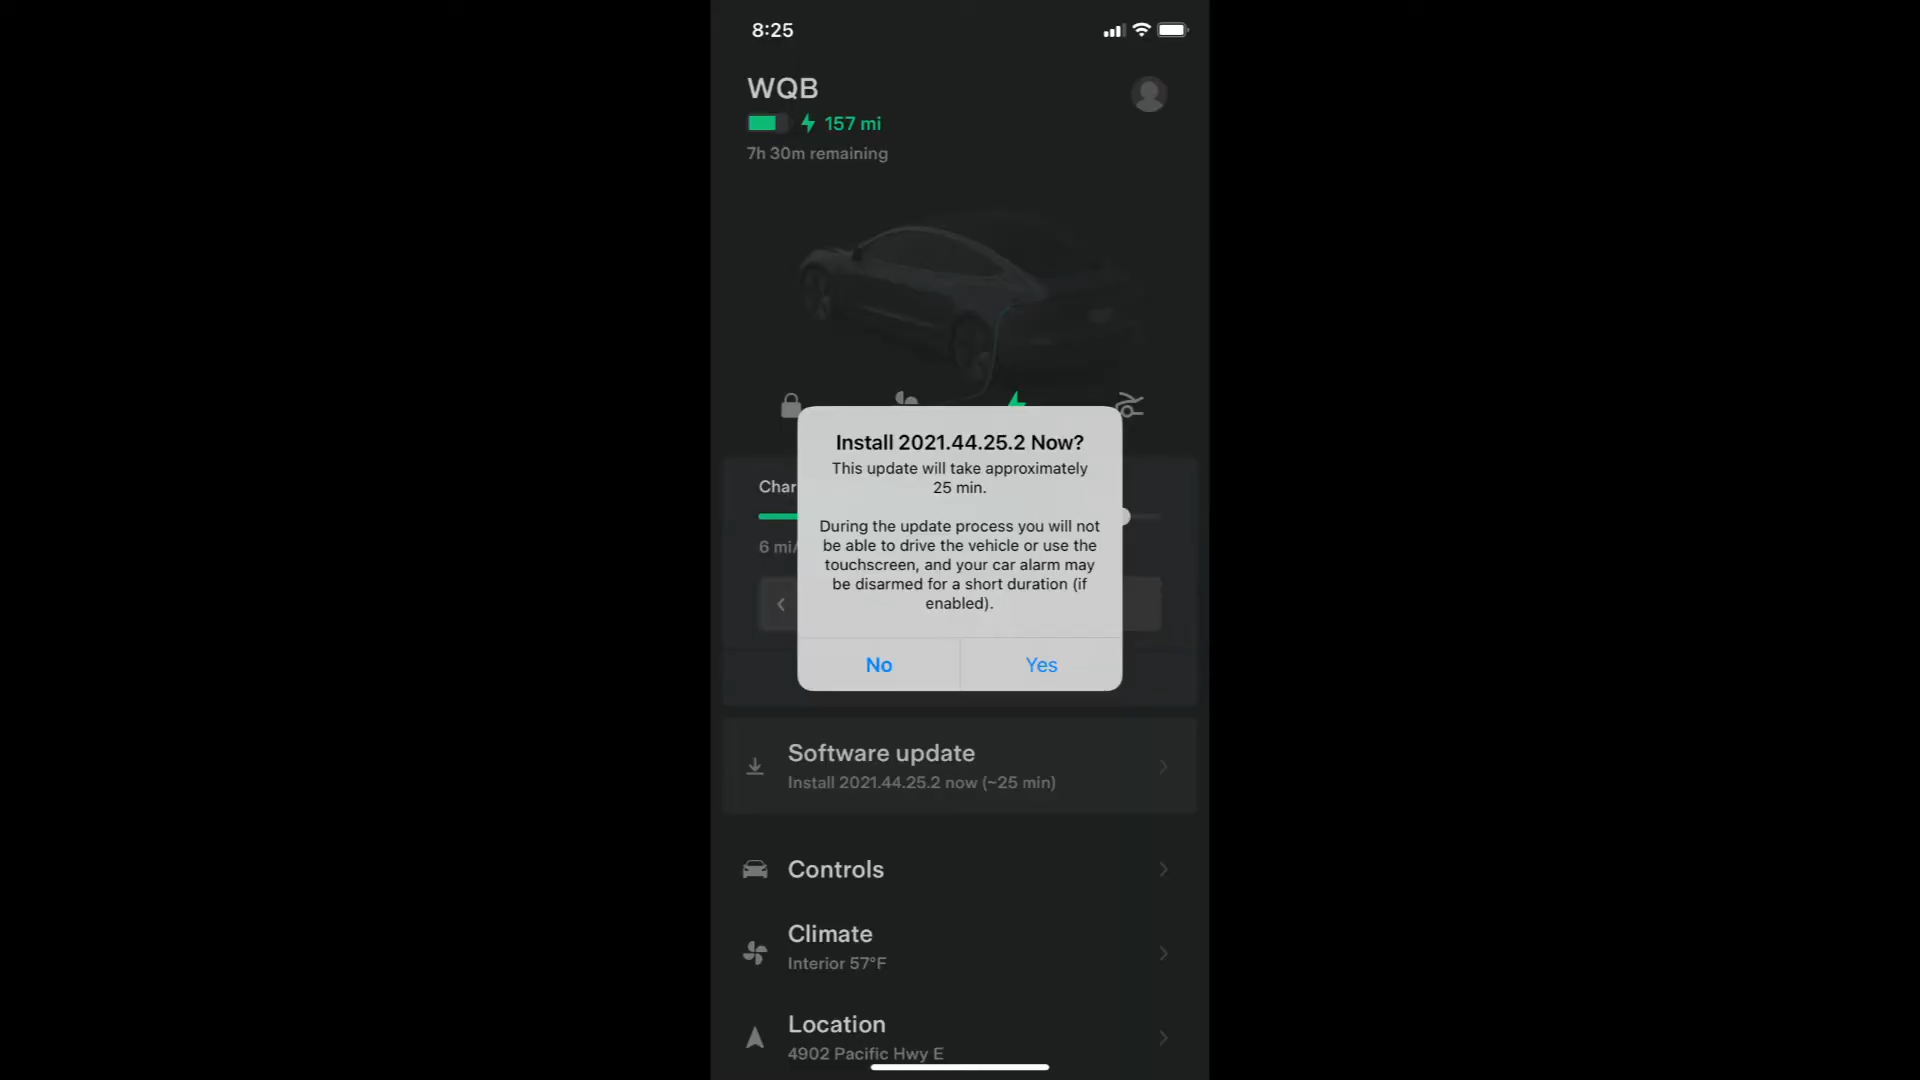 8:25
WQB
157 mi
7h 30m remaining
Install 2021.44.25.2 Now?
This update will take approximately
25 min.
During the update process you will not
be able to drive the vehicle or use the
touchscreen, and your car alarm may
be disarmed for a short duration (if
enabled).
No
Yes
Char
6 mi/
Software update
Install 2021.44.25.2 now (~25 min)
Controls
Climate
Interior 57°F
Location
4902 Pacific Hwy E